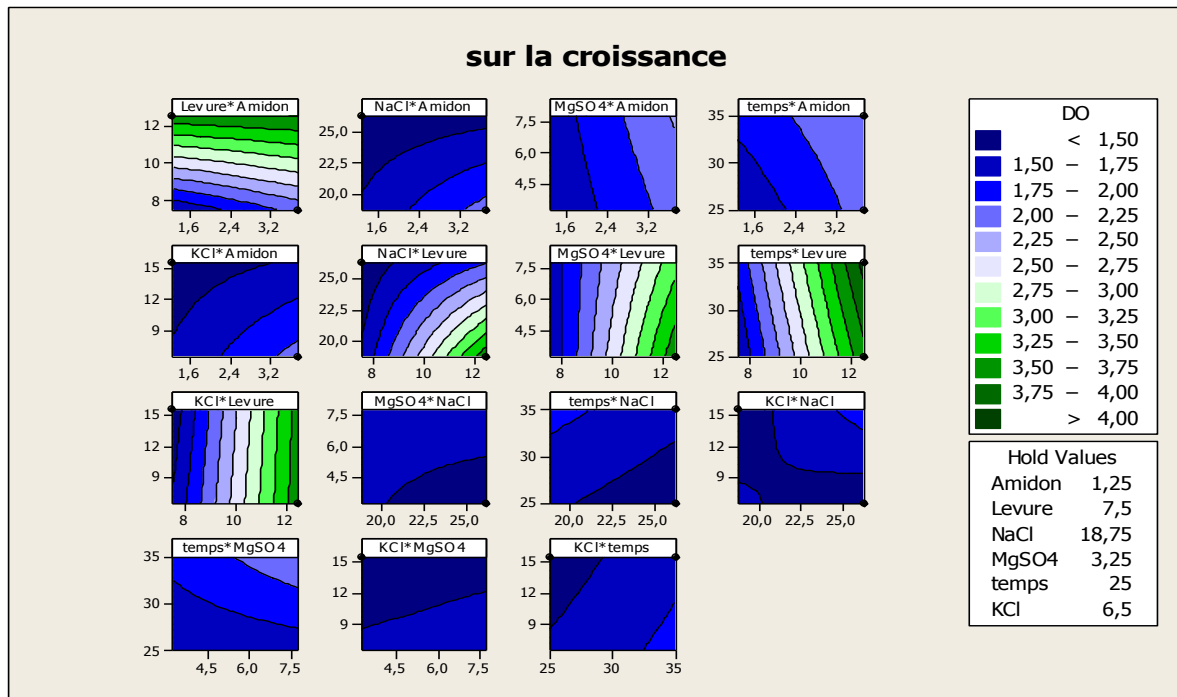 sur la croissance
Levure* Amidon
12
10
8
1,6 2,4 3,2
NaCl* Amidon
25,0
22,5
20,0
1,6 2,4 3,2
MgSO4* Amidon
7,5
6,0
4,5
1,6 2,4 3,2
temps* Amidon
35
30
25
1,6 2,4 3,2
KCl* Amidon
15
12
9
1,6 2,4 3,2
NaCl* Levure
25,0
22,5
20,0
8 10 12
MgSO4* Levure
7,5
6,0
4,5
8 10 12
temps* Levure
35
30
25
8 10 12
KCl* Levure
15
12
9
8 10 12
MgSO4* NaCl
7,5
6,0
4,5
20,0 22,5 25,0
temps* NaCl
35
30
25
20,0 22,5 25,0
KCl* NaCl
15
12
9
20,0 22,5 25,0
temps* MgSO4
35
30
25
4,5 6,0 7,5
KCl* MgSO4
15
12
9
4,5 6,0 7,5
KCl* temps
15
12
9
25 30 35
DO
< 1,50
1,50 – 1,75
1,75 – 2,00
2,00 – 2,25
2,25 – 2,50
2,50 – 2,75
2,75 – 3,00
3,00 – 3,25
3,25 – 3,50
3,50 – 3,75
3,75 – 4,00
> 4,00
Hold Values
Amidon 1,25
Levure 7,5
NaCl 18,75
MgSO4 3,25
temps 25
KCl 6,5